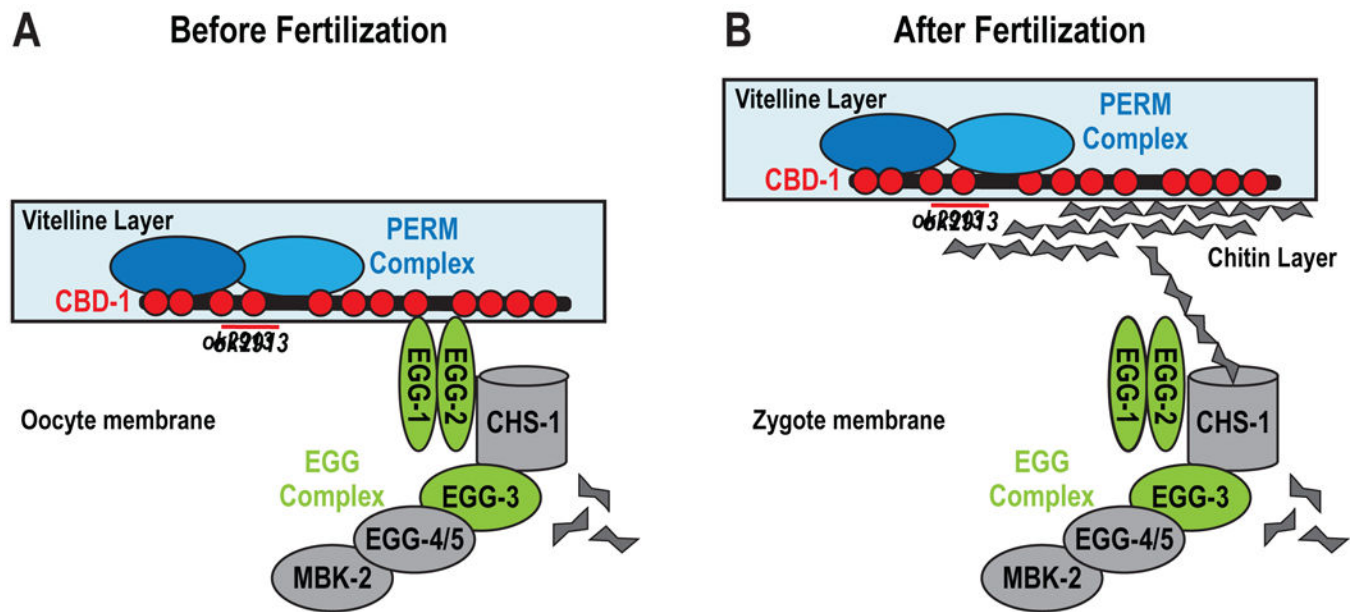 A
Before Fertilization
Vitelline Layer
PERM
Complex
CBD-1
Oocyte membrane
EGG-1
EGG-2
CHS-1
EGG
Complex
EGG-3
EGG-4/5
MBK-2
B
After Fertilization
Vitelline Layer
PERM
Complex
CBD-1
Chitin Layer
Zygote membrane
EGG-1
EGG-2
CHS-1
EGG
Complex
EGG-3
EGG-4/5
MBK-2